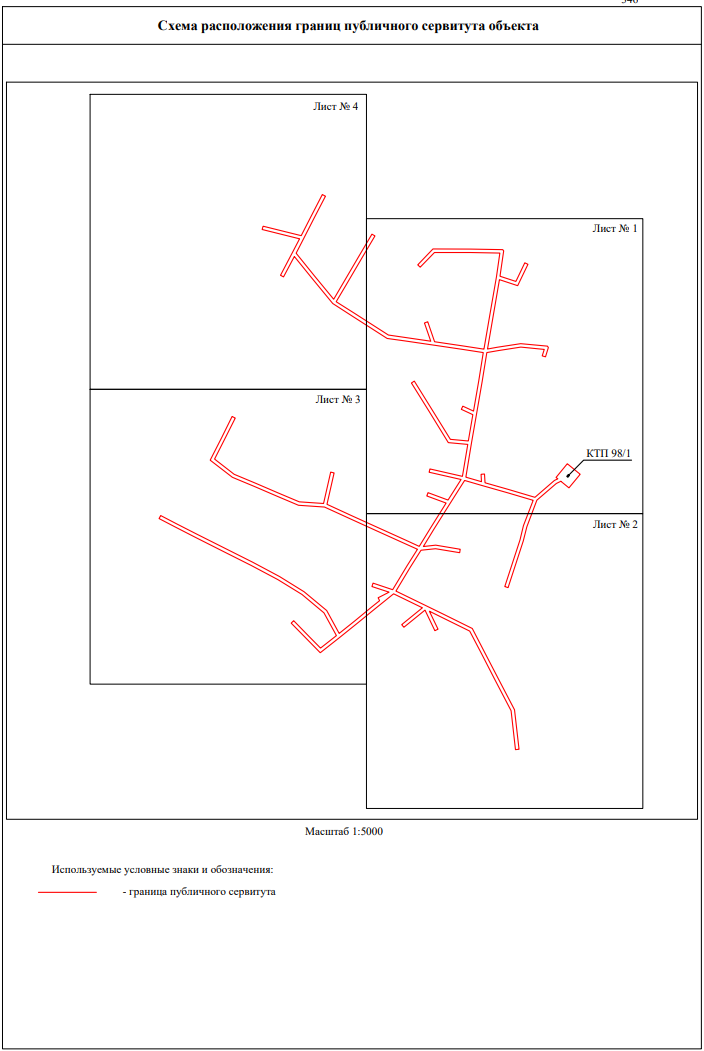 Схема расположения границ публичного сервитута объекта
Лист № 4
Лист № 1
Лист № 3
КТП 98/1
Лист № 2
Масштаб 1:5000
Используемые условные знаки и обозначения:
- граница публичного сервитута